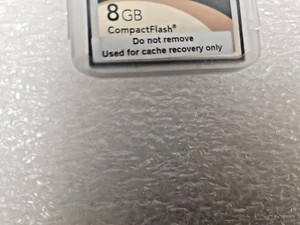 8GB
CompactFlash®
Do not remove
Used for cache recovery only